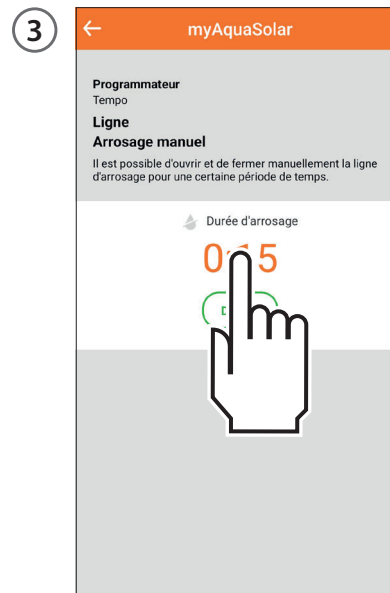 3
myAquaSolar
Programmateur
Tempo
Ligne
Arrosage manuel
Il est possible d'ouvrir et de fermer manuellement la ligne
d'arrosage pour une certaine période de temps.
Durée d'arrosage